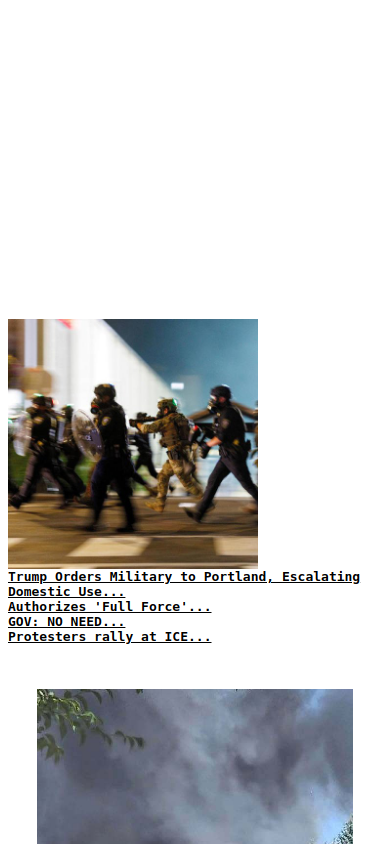 Trump Orders Military to Portland, Escalating
Domestic Use...
Authorizes 'Full Force'...
GOV: NO NEED...
Protesters rally at ICE...